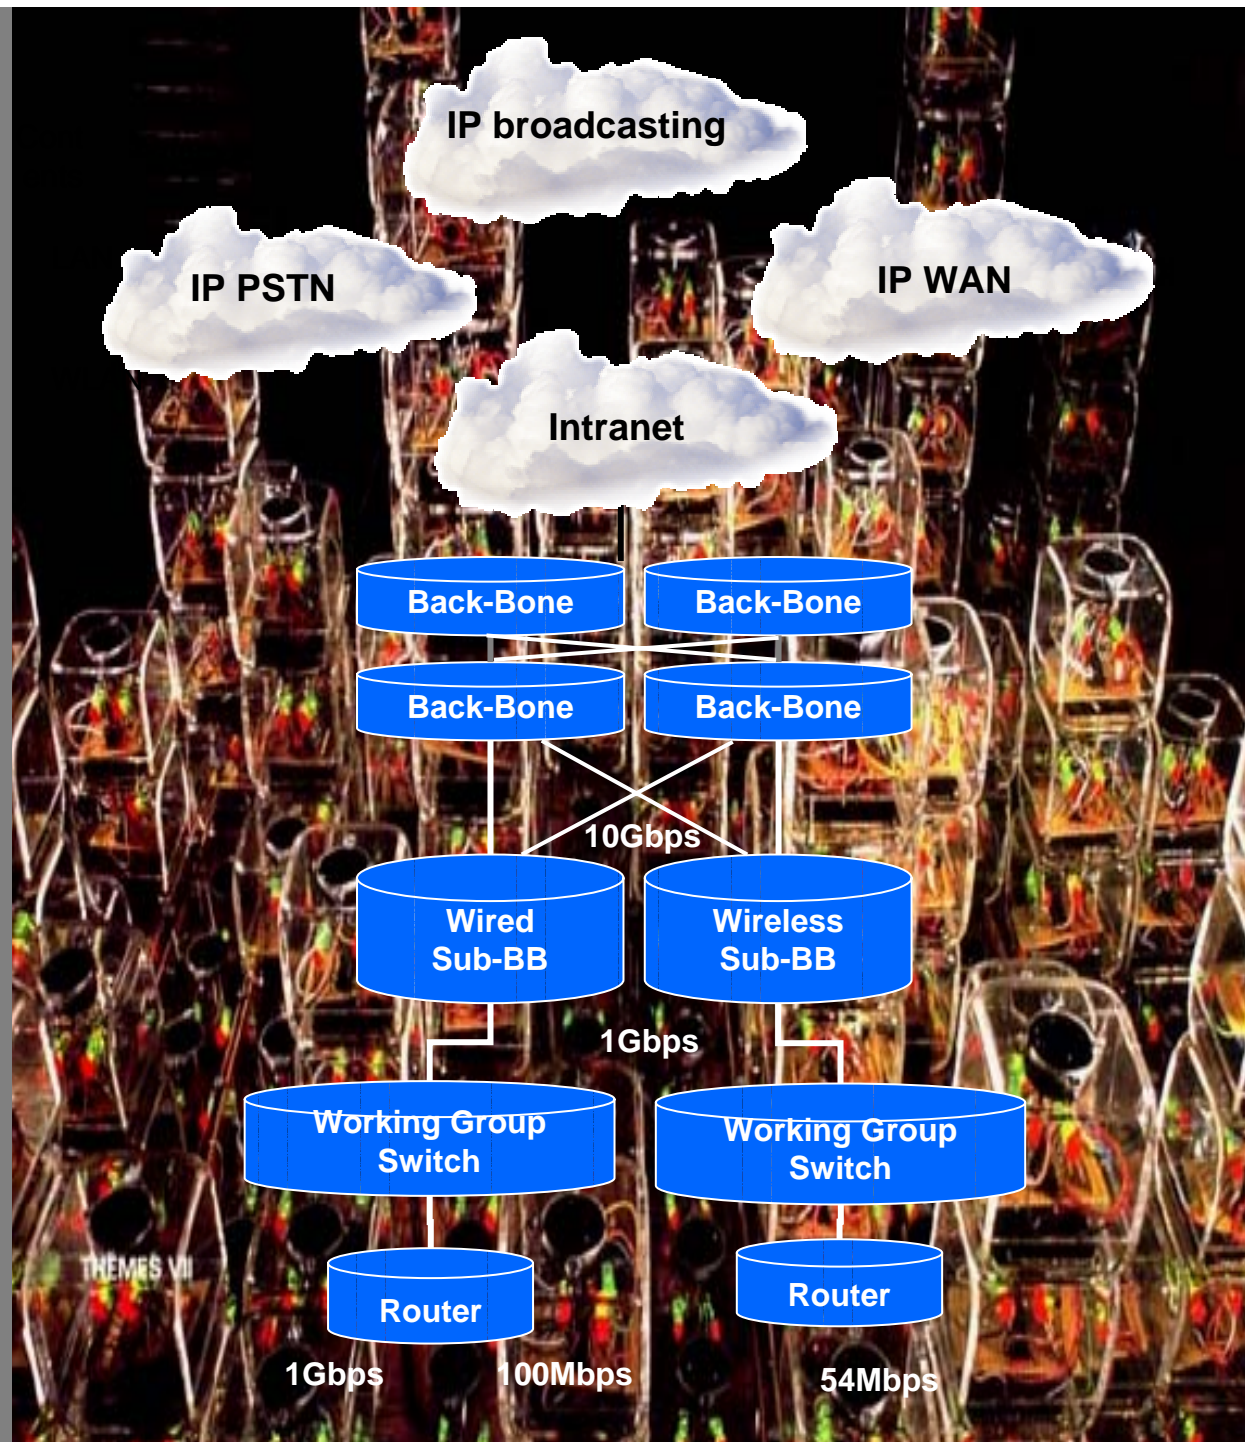 IP broadcasting
IP PSTN
IP WAN
Intranet
Back-Bone
Back-Bone
Back-Bone
Back-Bone
10Gbps
Wired
Sub-BB
Wireless
Sub-BB
1Gbps
Working Group
Switch
Working Group
Switch
THEMES VII
Router
Router
1Gbps
100Mbps
54Mbps